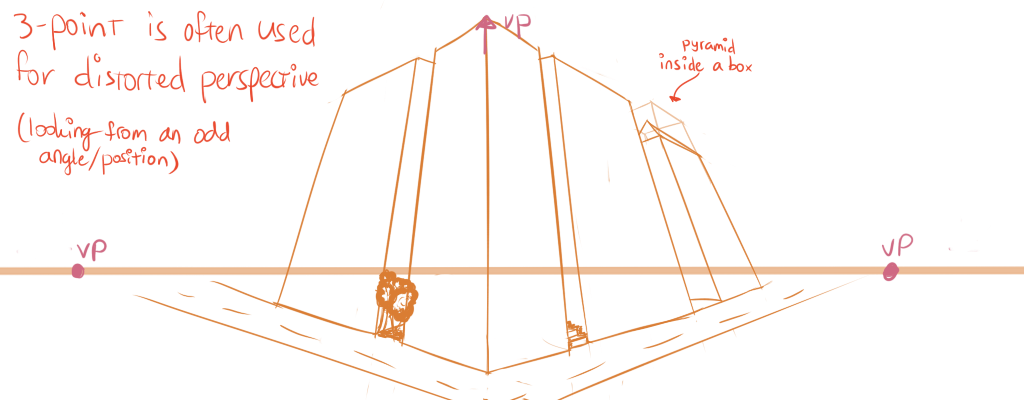 3-point is often used
for distorted perspective
(looking from an odd
angle/position)
VP
pyramid
inside a box
VP
VP